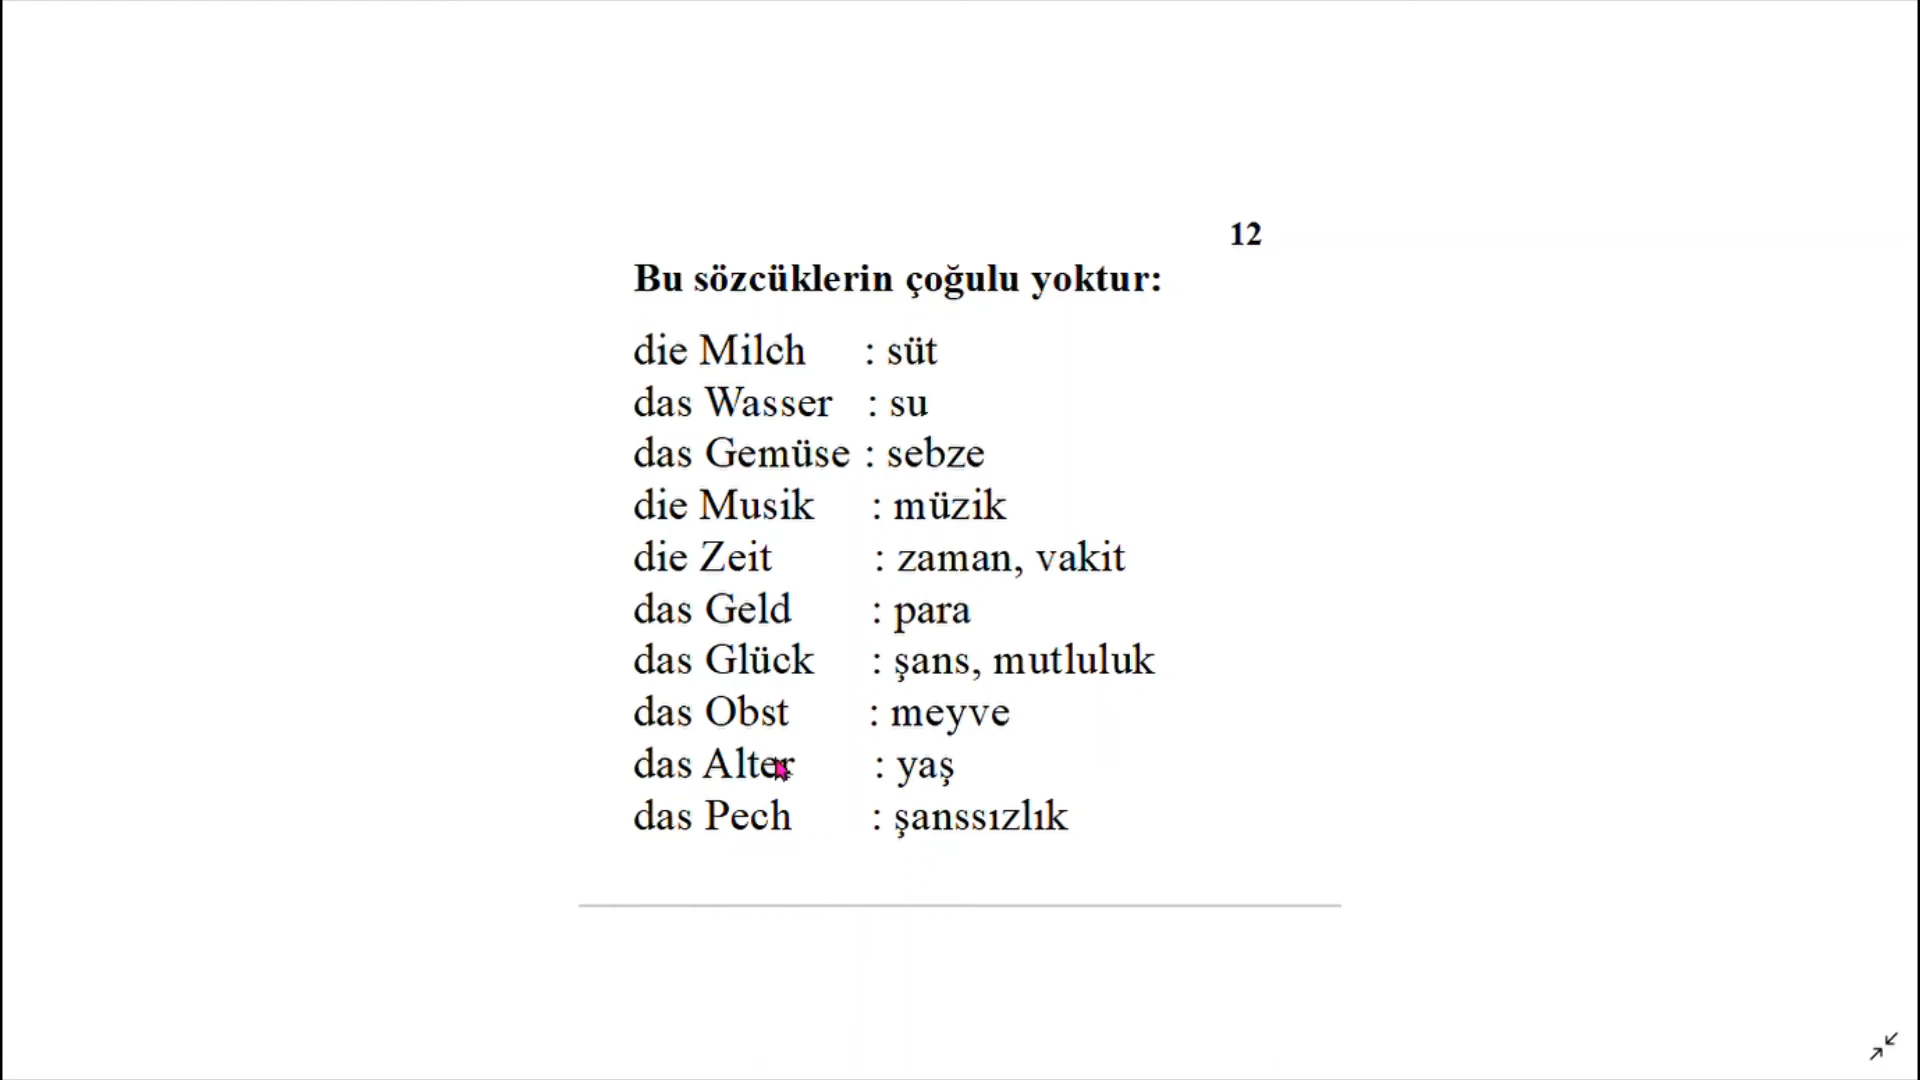 12
Bu sözcüklerin çoğulu yoktur:
die Milch : süt
das Wasser : su
das Gemüse : sebze
die Musik : müzik
die Zeit : zaman, vakit
das Geld : para
das Glück : şans, mutluluk
das Obst : meyve
das Alter : yaş
das Pech : şanssızlık